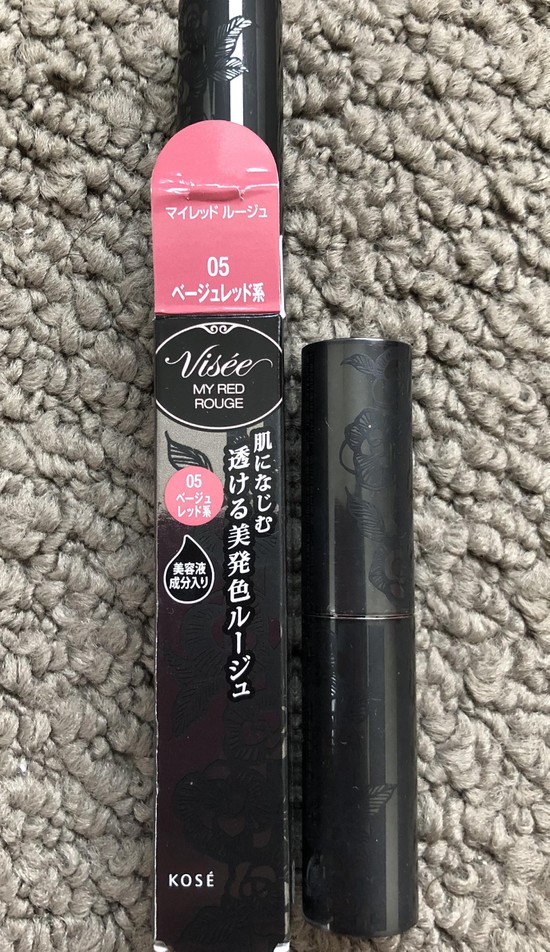 マイレッド ルージュ
05
ベージュレッド系
Visée
MY RED
ROUGE
肌になじむ
透ける美発色ルージュ
05
ベージュ
レッド系
美容液
成分入り
KOSÉ